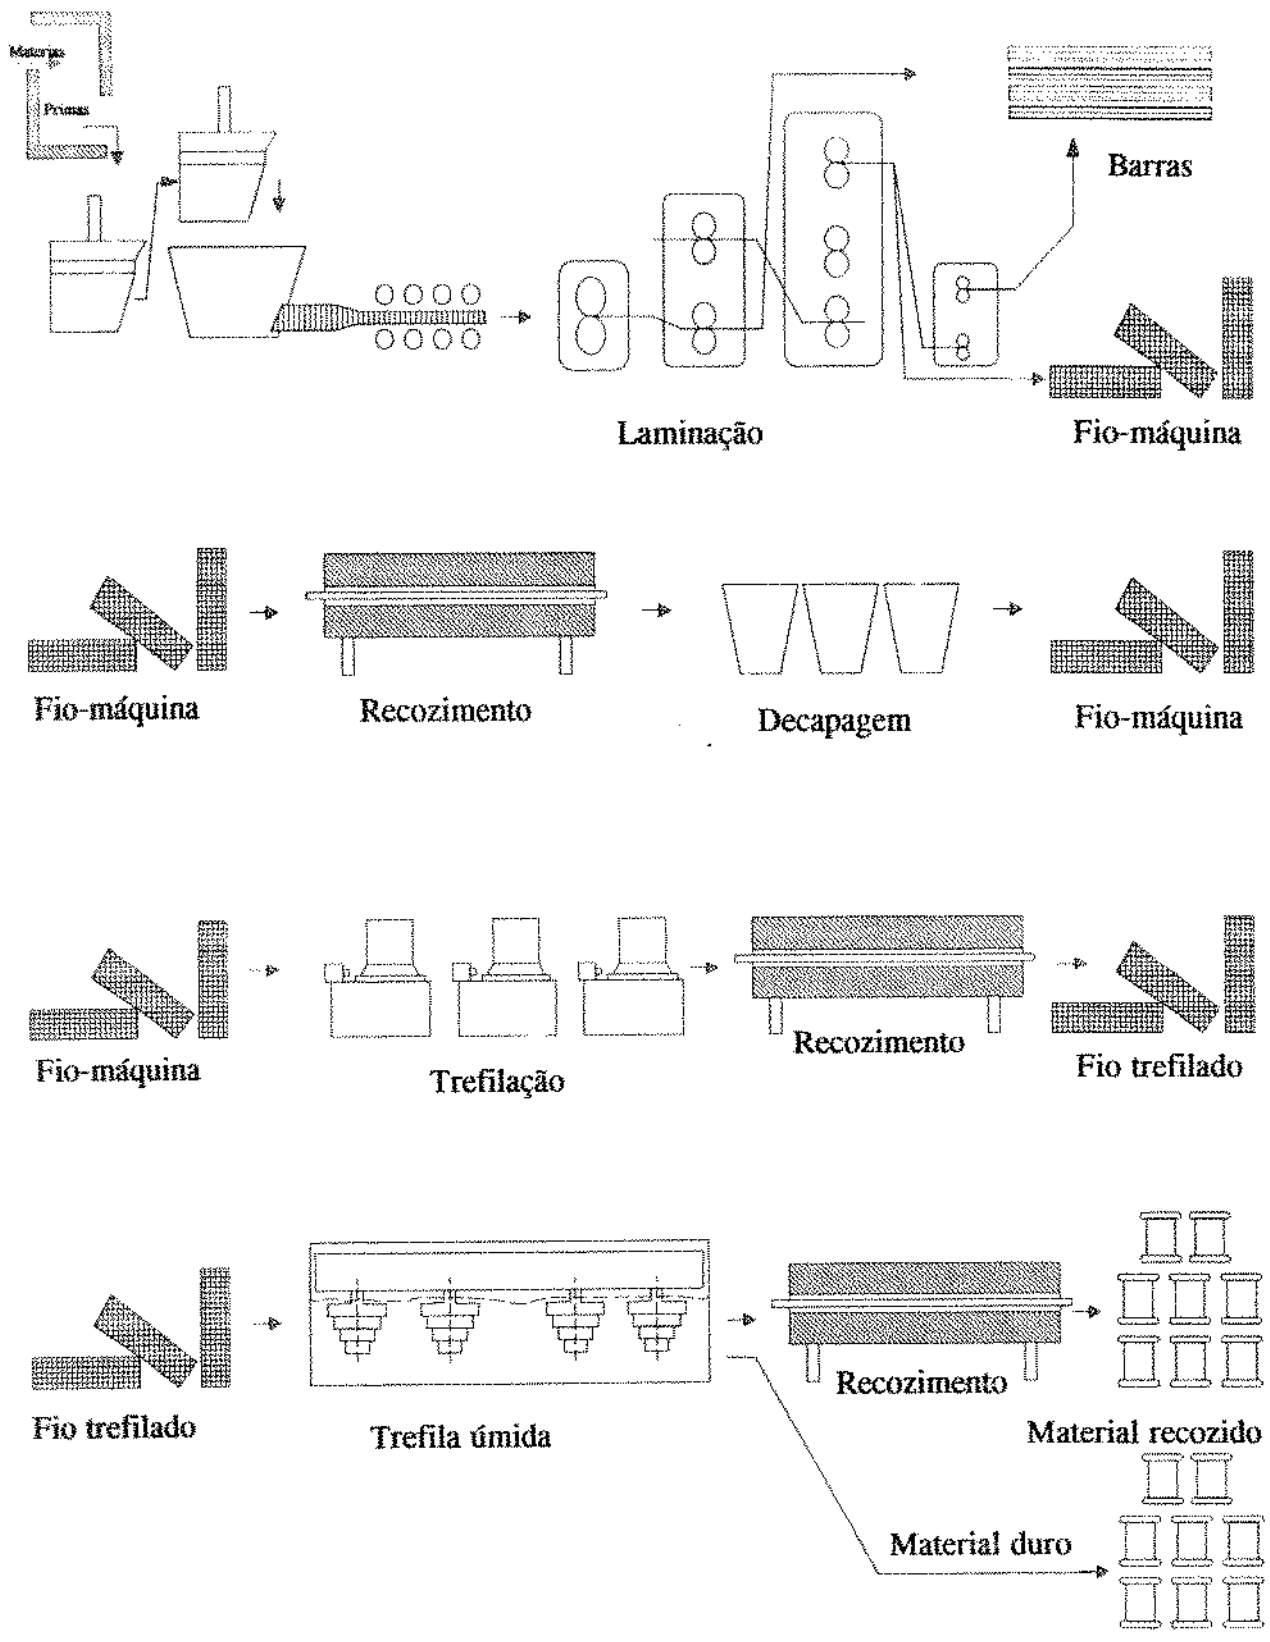 Materias
Primas
Barras
Laminação
Fio-máquina
Fio-máquina
Recozimento
Decapagem
Fio-máquina
Fio-máquina
Trefilação
Recozimento
Fio trefilado
Fio trefilado
Trefila úmida
Recozimento
Material recozido
Material duro